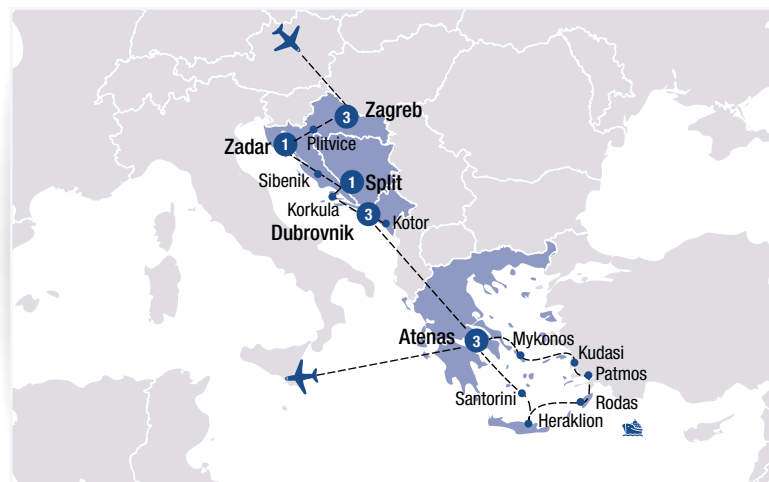 3
Zagreb
Plitvice
Zadar
1
Sibenik
1
Split
Korkula
3
Dubrovnik
Kotor
Atenas
3
Mykonos
Kudasi
Patmos
Santorini
Rodas
Heraklion